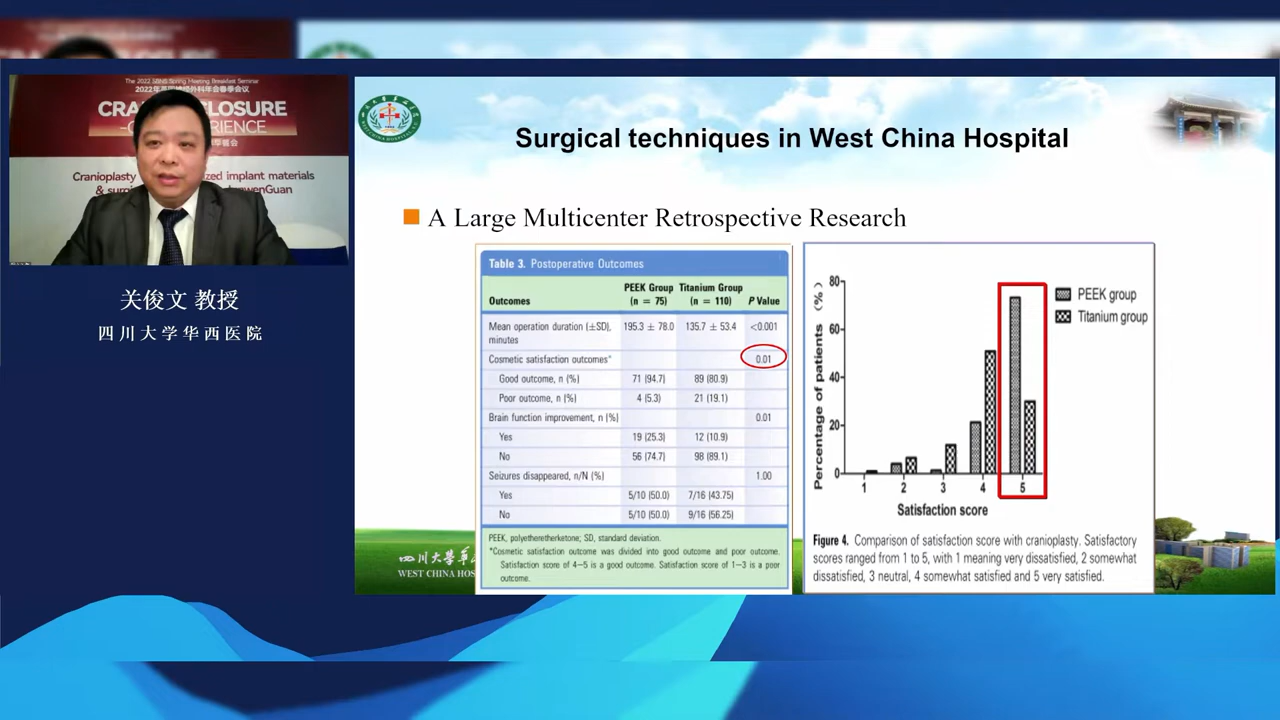 The 2022 SBNS Spring Meeting Breakfast Seminar
CRAN CLOSURE
ERIENCE
Cranioplasty
ized implant materials
& surgi
wenGuan
关俊文 教授
四川大学华西医院
Surgical techniques in West China Hospital
A Large Multicenter Retrospective Research
Table 3. Postoperative Outcomes
Outcomes PEEK Group (n = 75) Titanium Group (n = 110) P Value
Mean operation duration (±SD), minutes 195.3 ± 78.0 135.7 ± 53.4 <0.001
Cosmetic satisfaction outcomes* 0.01
Good outcome, n (%) 71 (94.7) 89 (80.9)
Poor outcome, n (%) 4 (5.3) 21 (19.1)
Brain function improvement, n (%) 0.01
Yes 19 (25.3) 12 (10.9)
No 56 (74.7) 98 (89.1)
Seizures disappeared, n/N (%) 1.00
Yes 5/10 (50.0) 7/16 (43.75)
No 5/10 (50.0) 9/16 (56.25)
PEEK, polyetheretherketone; SD, standard deviation.
*Cosmetic satisfaction outcome was divided into good outcome and poor outcome.
Satisfaction score of 4–5 is a good outcome. Satisfaction score of 1–3 is a poor
outcome.
Percentage of patients (%)
80
60
40
20
0
1 2 3 4 5
Satisfaction score
PEEK group
Titanium group
Figure 4. Comparison of satisfaction score with cranioplasty. Satisfactory
scores ranged from 1 to 5, with 1 meaning very dissatisfied, 2 somewhat
dissatisfied, 3 neutral, 4 somewhat satisfied and 5 very satisfied.
四川大学华
WEST CHINA HOS